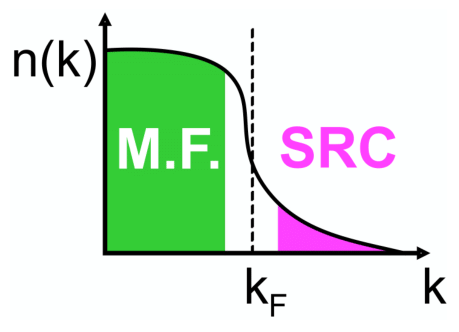 n(k)
M.F.
SRC
k_F
k